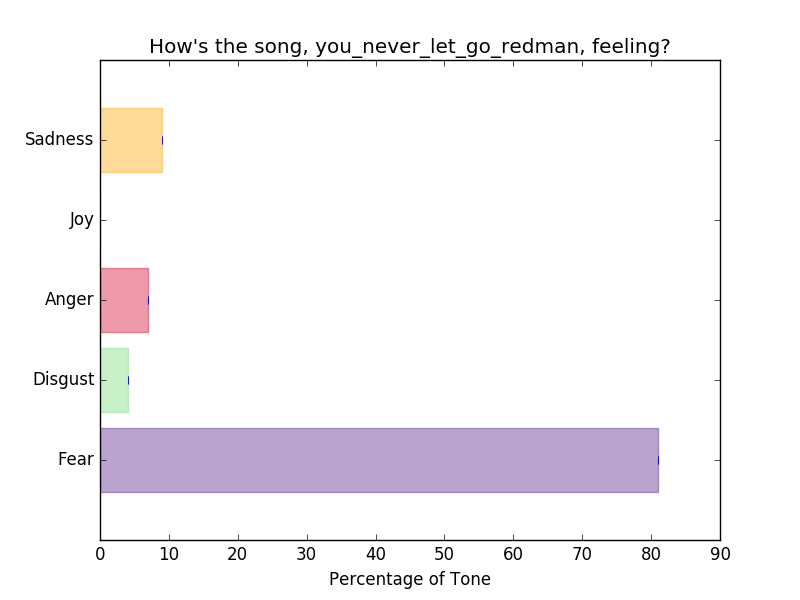 How's the song, you_never_let_go_redman, feeling?
Sadness
Joy
Anger
Disgust
Fear
0 10 20 30 40 50 60 70 80 90
Percentage of Tone